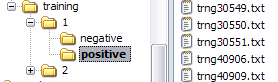 training
1
negative
positive
2
trng30549.txt
trng30550.txt
trng30551.txt
trng40906.txt
trng40909.txt